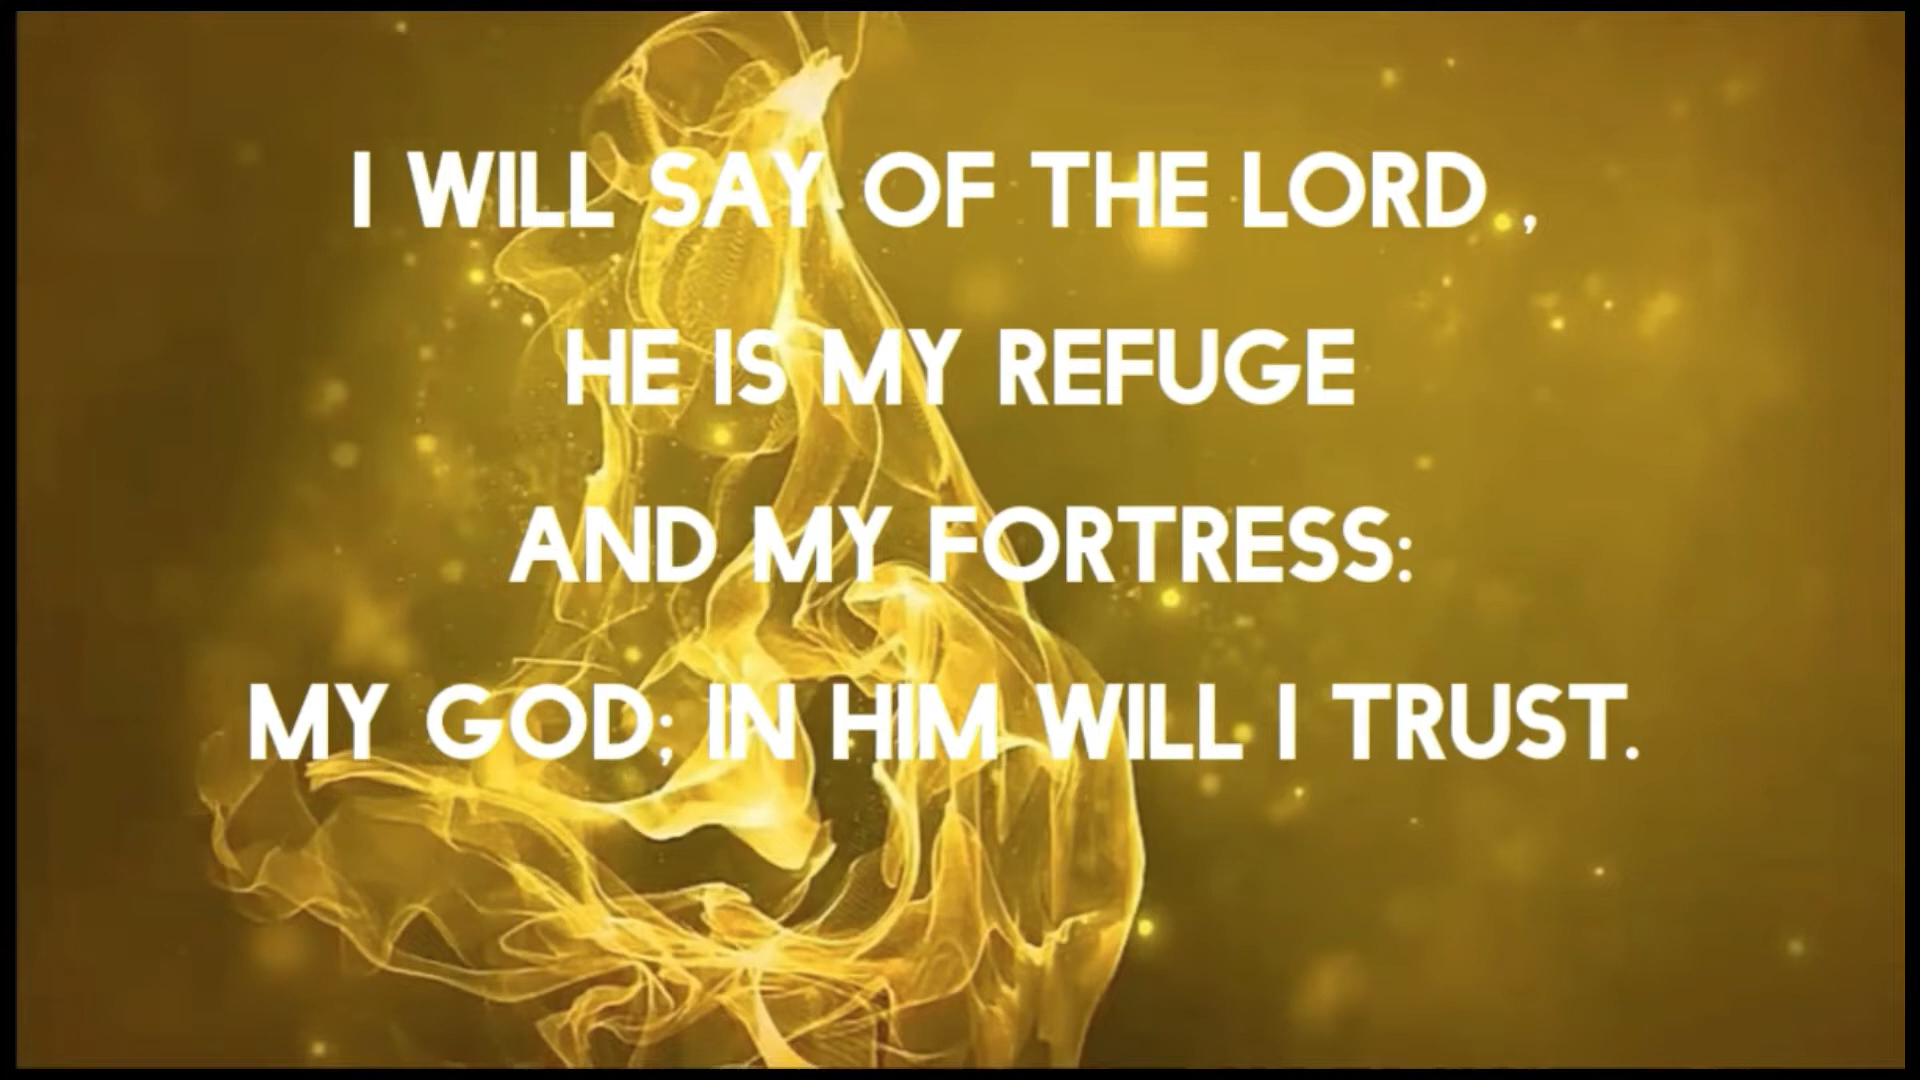 I WILL SAY OF THE LORD ,
HE IS MY REFUGE
AND MY FORTRESS:
MY GOD; IN HIM WILL I TRUST.